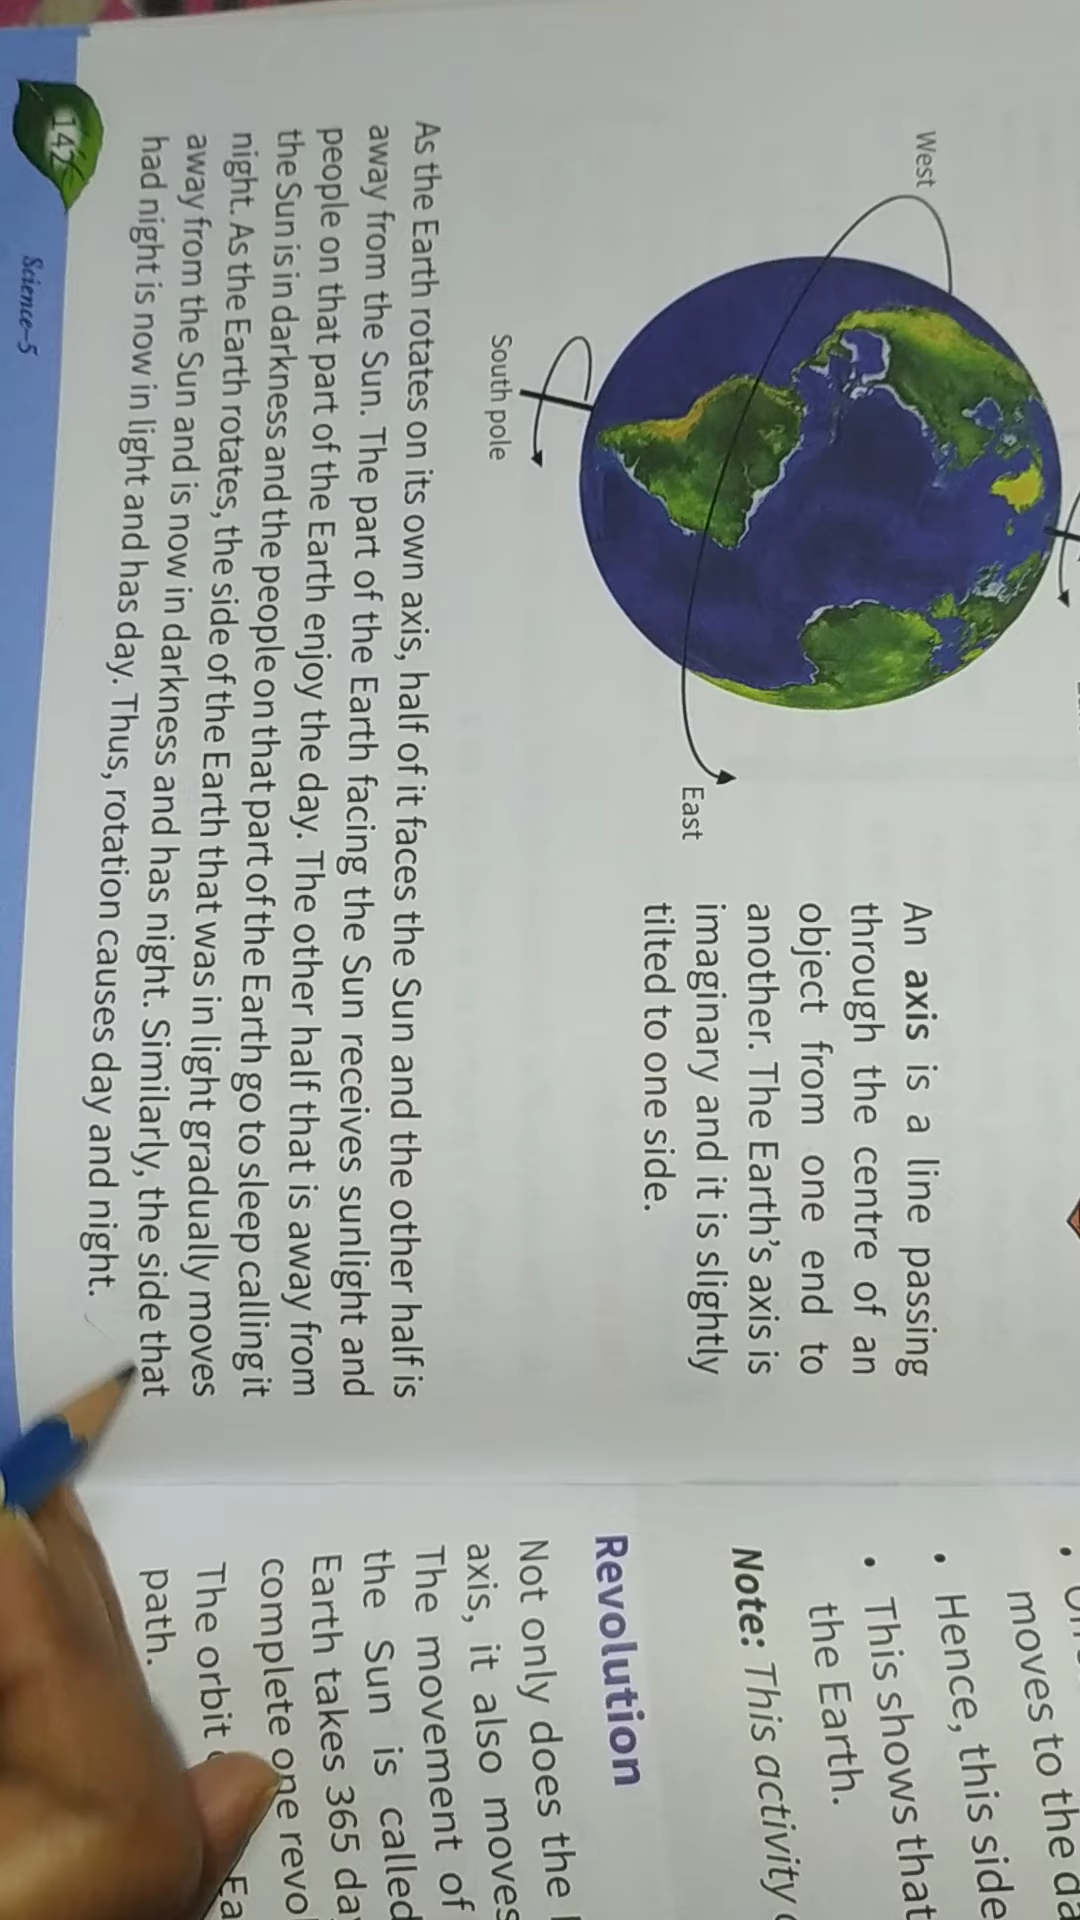 West
East
South pole
An axis is a line passing
through the centre of an
object from one end to
another. The Earth's axis is
imaginary and it is slightly
tilted to one side.
As the Earth rotates on its own axis, half of it faces the Sun and the other half is
away from the Sun. The part of the Earth facing the Sun receives sunlight and
people on that part of the Earth enjoy the day. The other half that is away from
the Sun is in darkness and the people on that part of the Earth go to sleep calling it
night. As the Earth rotates, the side of the Earth that was in light gradually moves
away from the Sun and is now in darkness and has night. Similarly, the side that
had night is now in light and has day. Thus, rotation causes day and night.
142
Science–5
moves to the da
• Hence, this side
• This shows that
the Earth.
Note: This activity
Revolution
Not only does the
axis, it also moves
The movement of
the Sun is called
Earth takes 365 da
complete one revo
The orbit
path.